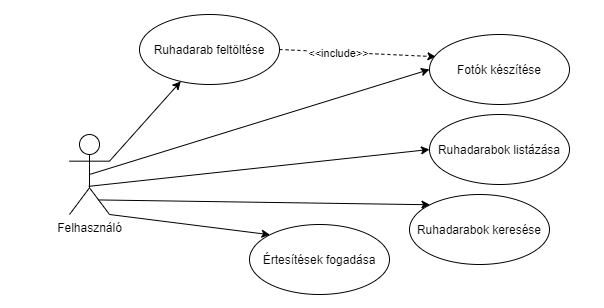 Ruhadarab feltöltése
<<include>>
Fotók készítése
Ruhadarabok listázása
Felhasználó
Ruhadarabok keresése
Értesítések fogadása